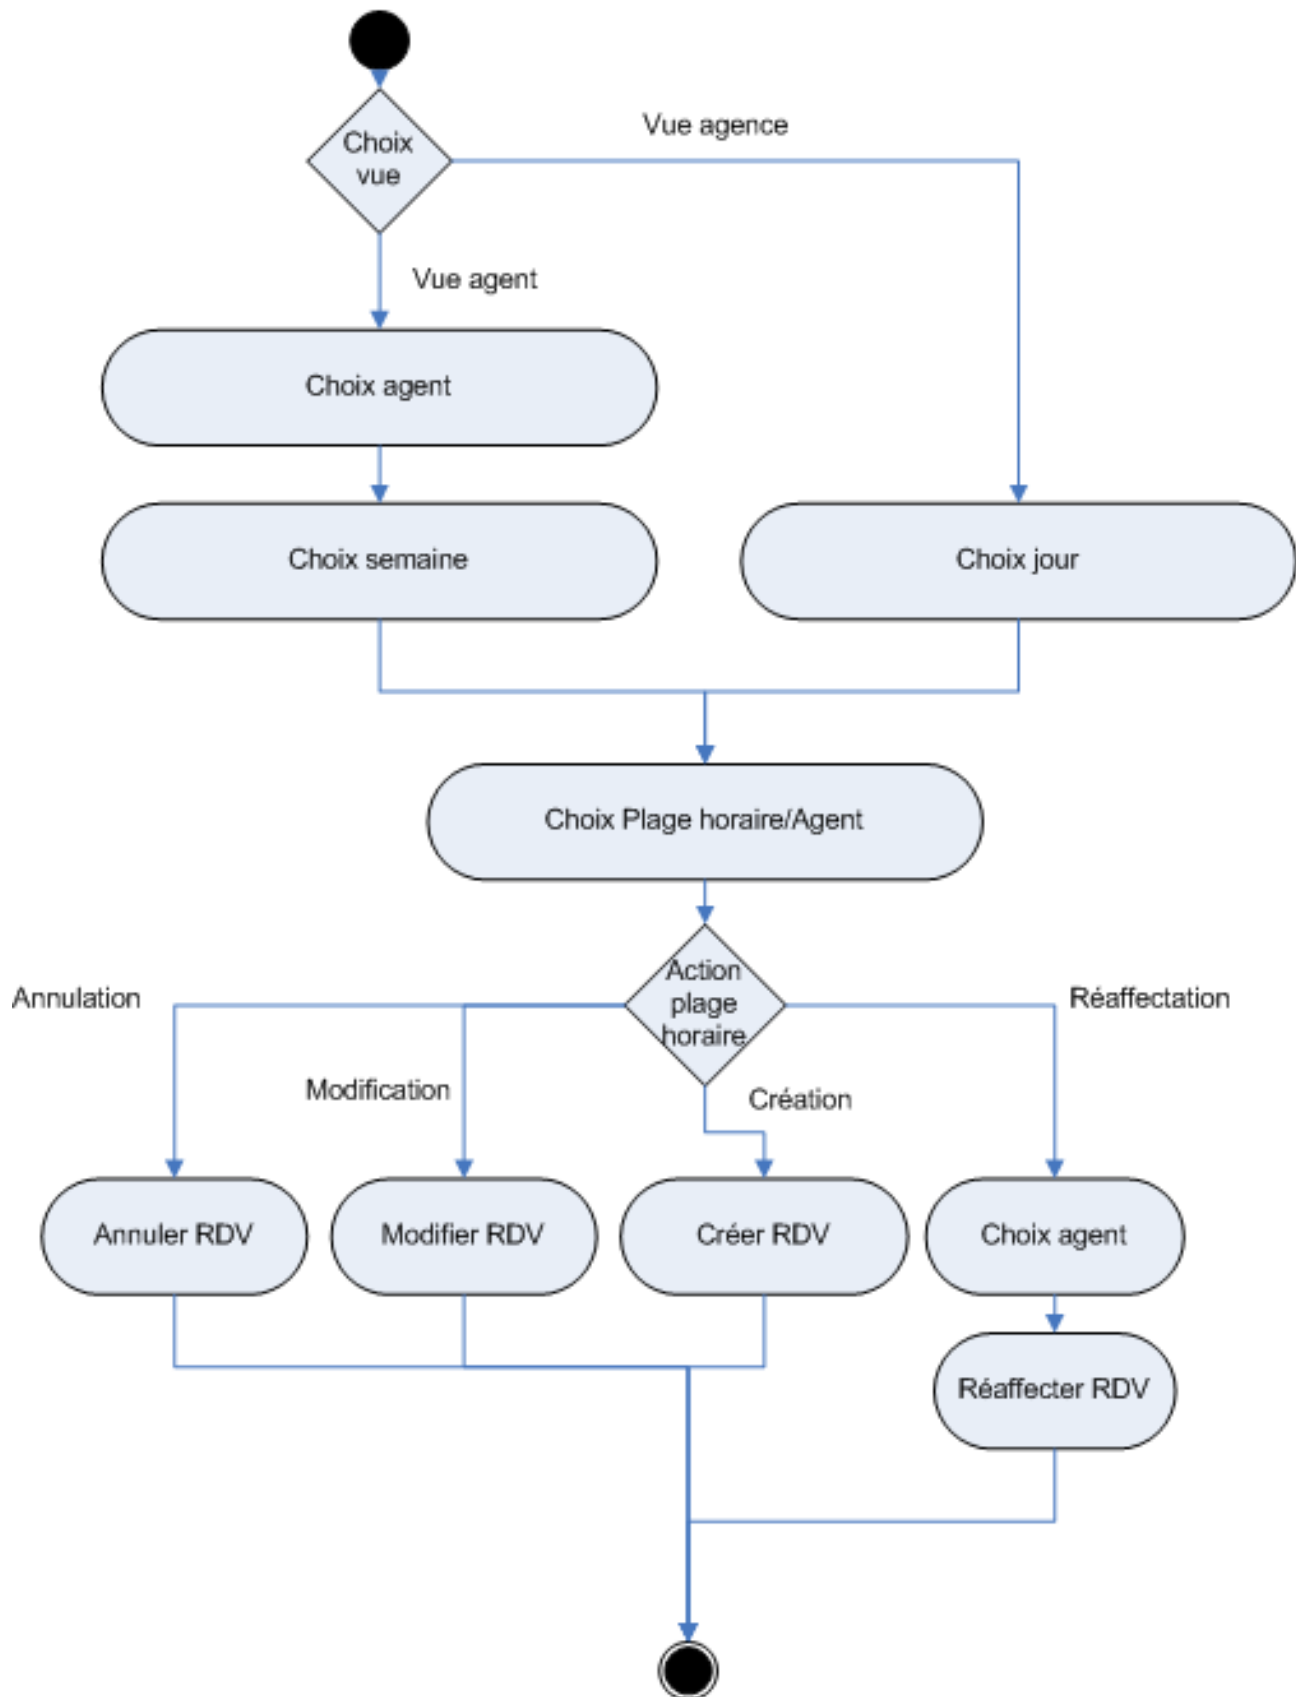 Vue agence
Choix
vue
Vue agent
Choix agent
Choix semaine
Choix jour
Choix Plage horaire/Agent
Action
plage
horaire
Annulation
Réaffectation
Modification
Création
Annuler RDV
Modifier RDV
Créer RDV
Choix agent
Réaffecter RDV